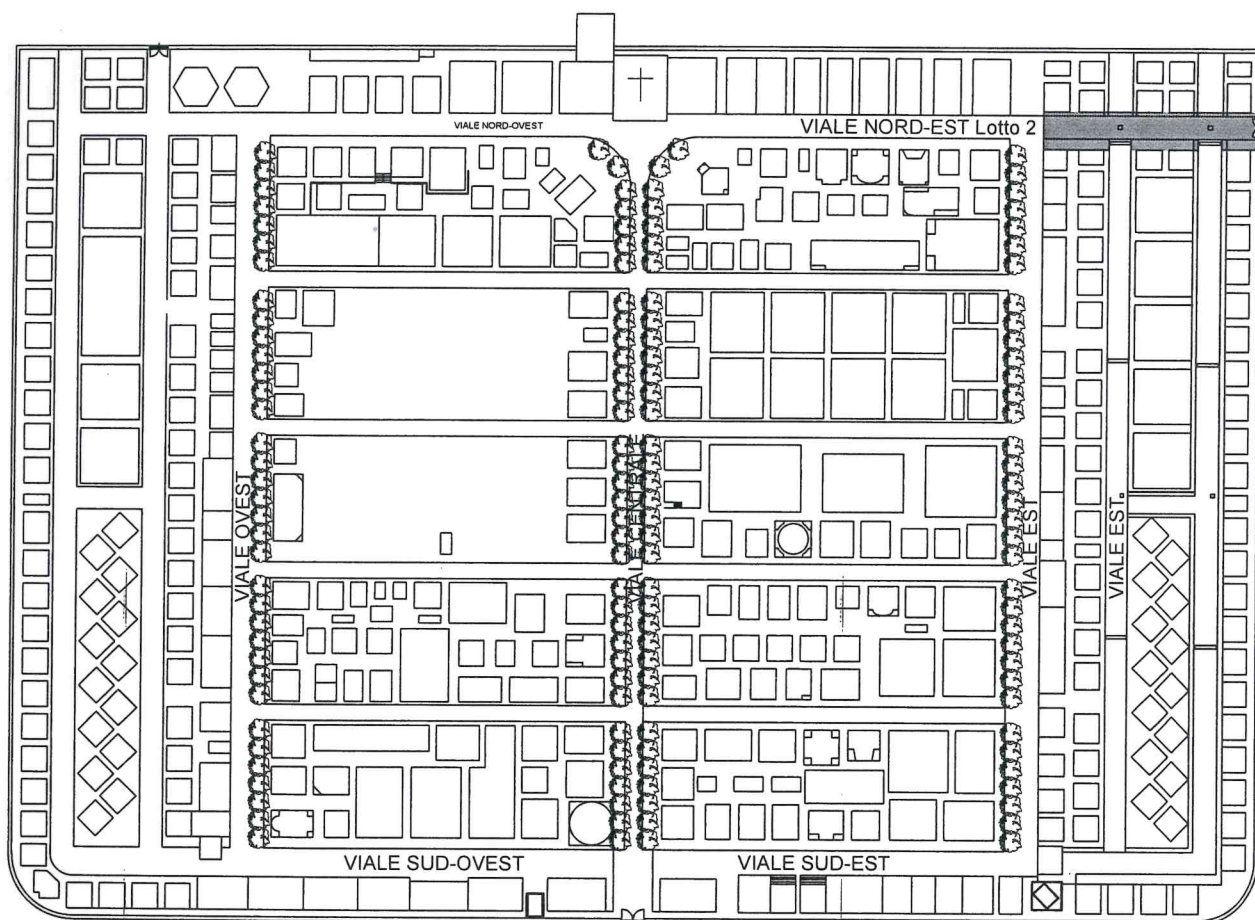 VIALE NORD-OVEST
VIALE NORD-EST Lotto 2
VIALE OVEST
VIALE CENTRALE
VIALE EST
VIALE EST
VIALE SUD-OVEST
VIALE SUD-EST